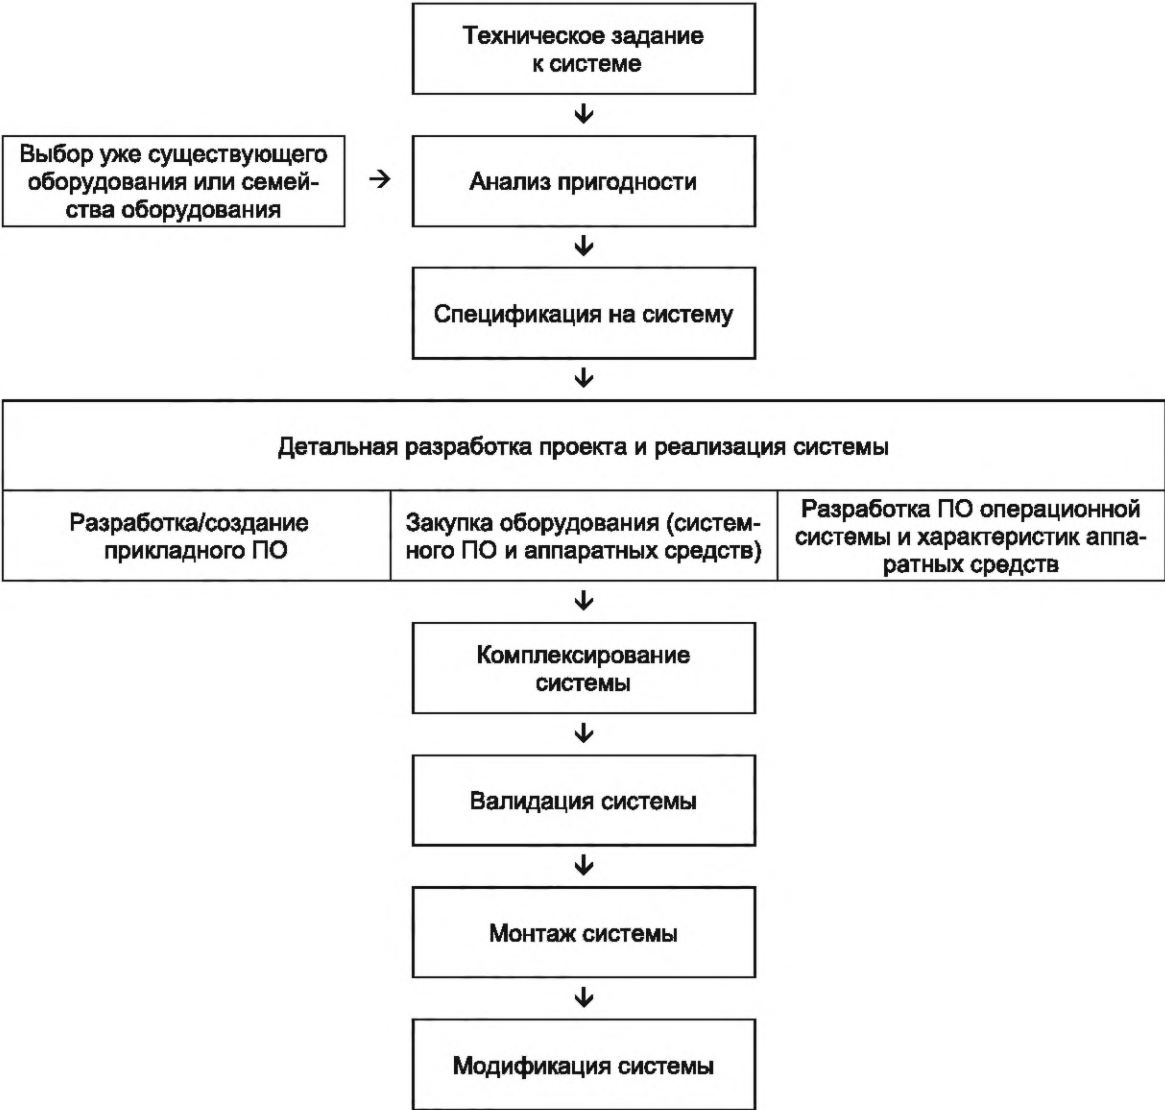 Техническое задание
к системе
Выбор уже существующего
оборудования или семей-
ства оборудования
Анализ пригодности
Спецификация на систему
Детальная разработка проекта и реализация системы
Разработка/создание
прикладного ПО
Закупка оборудования (систем-
ного ПО и аппаратных средств)
Разработка ПО операционной
системы и характеристик аппа-
ратных средств
Комплексирование
системы
Валидация системы
Монтаж системы
Модификация системы